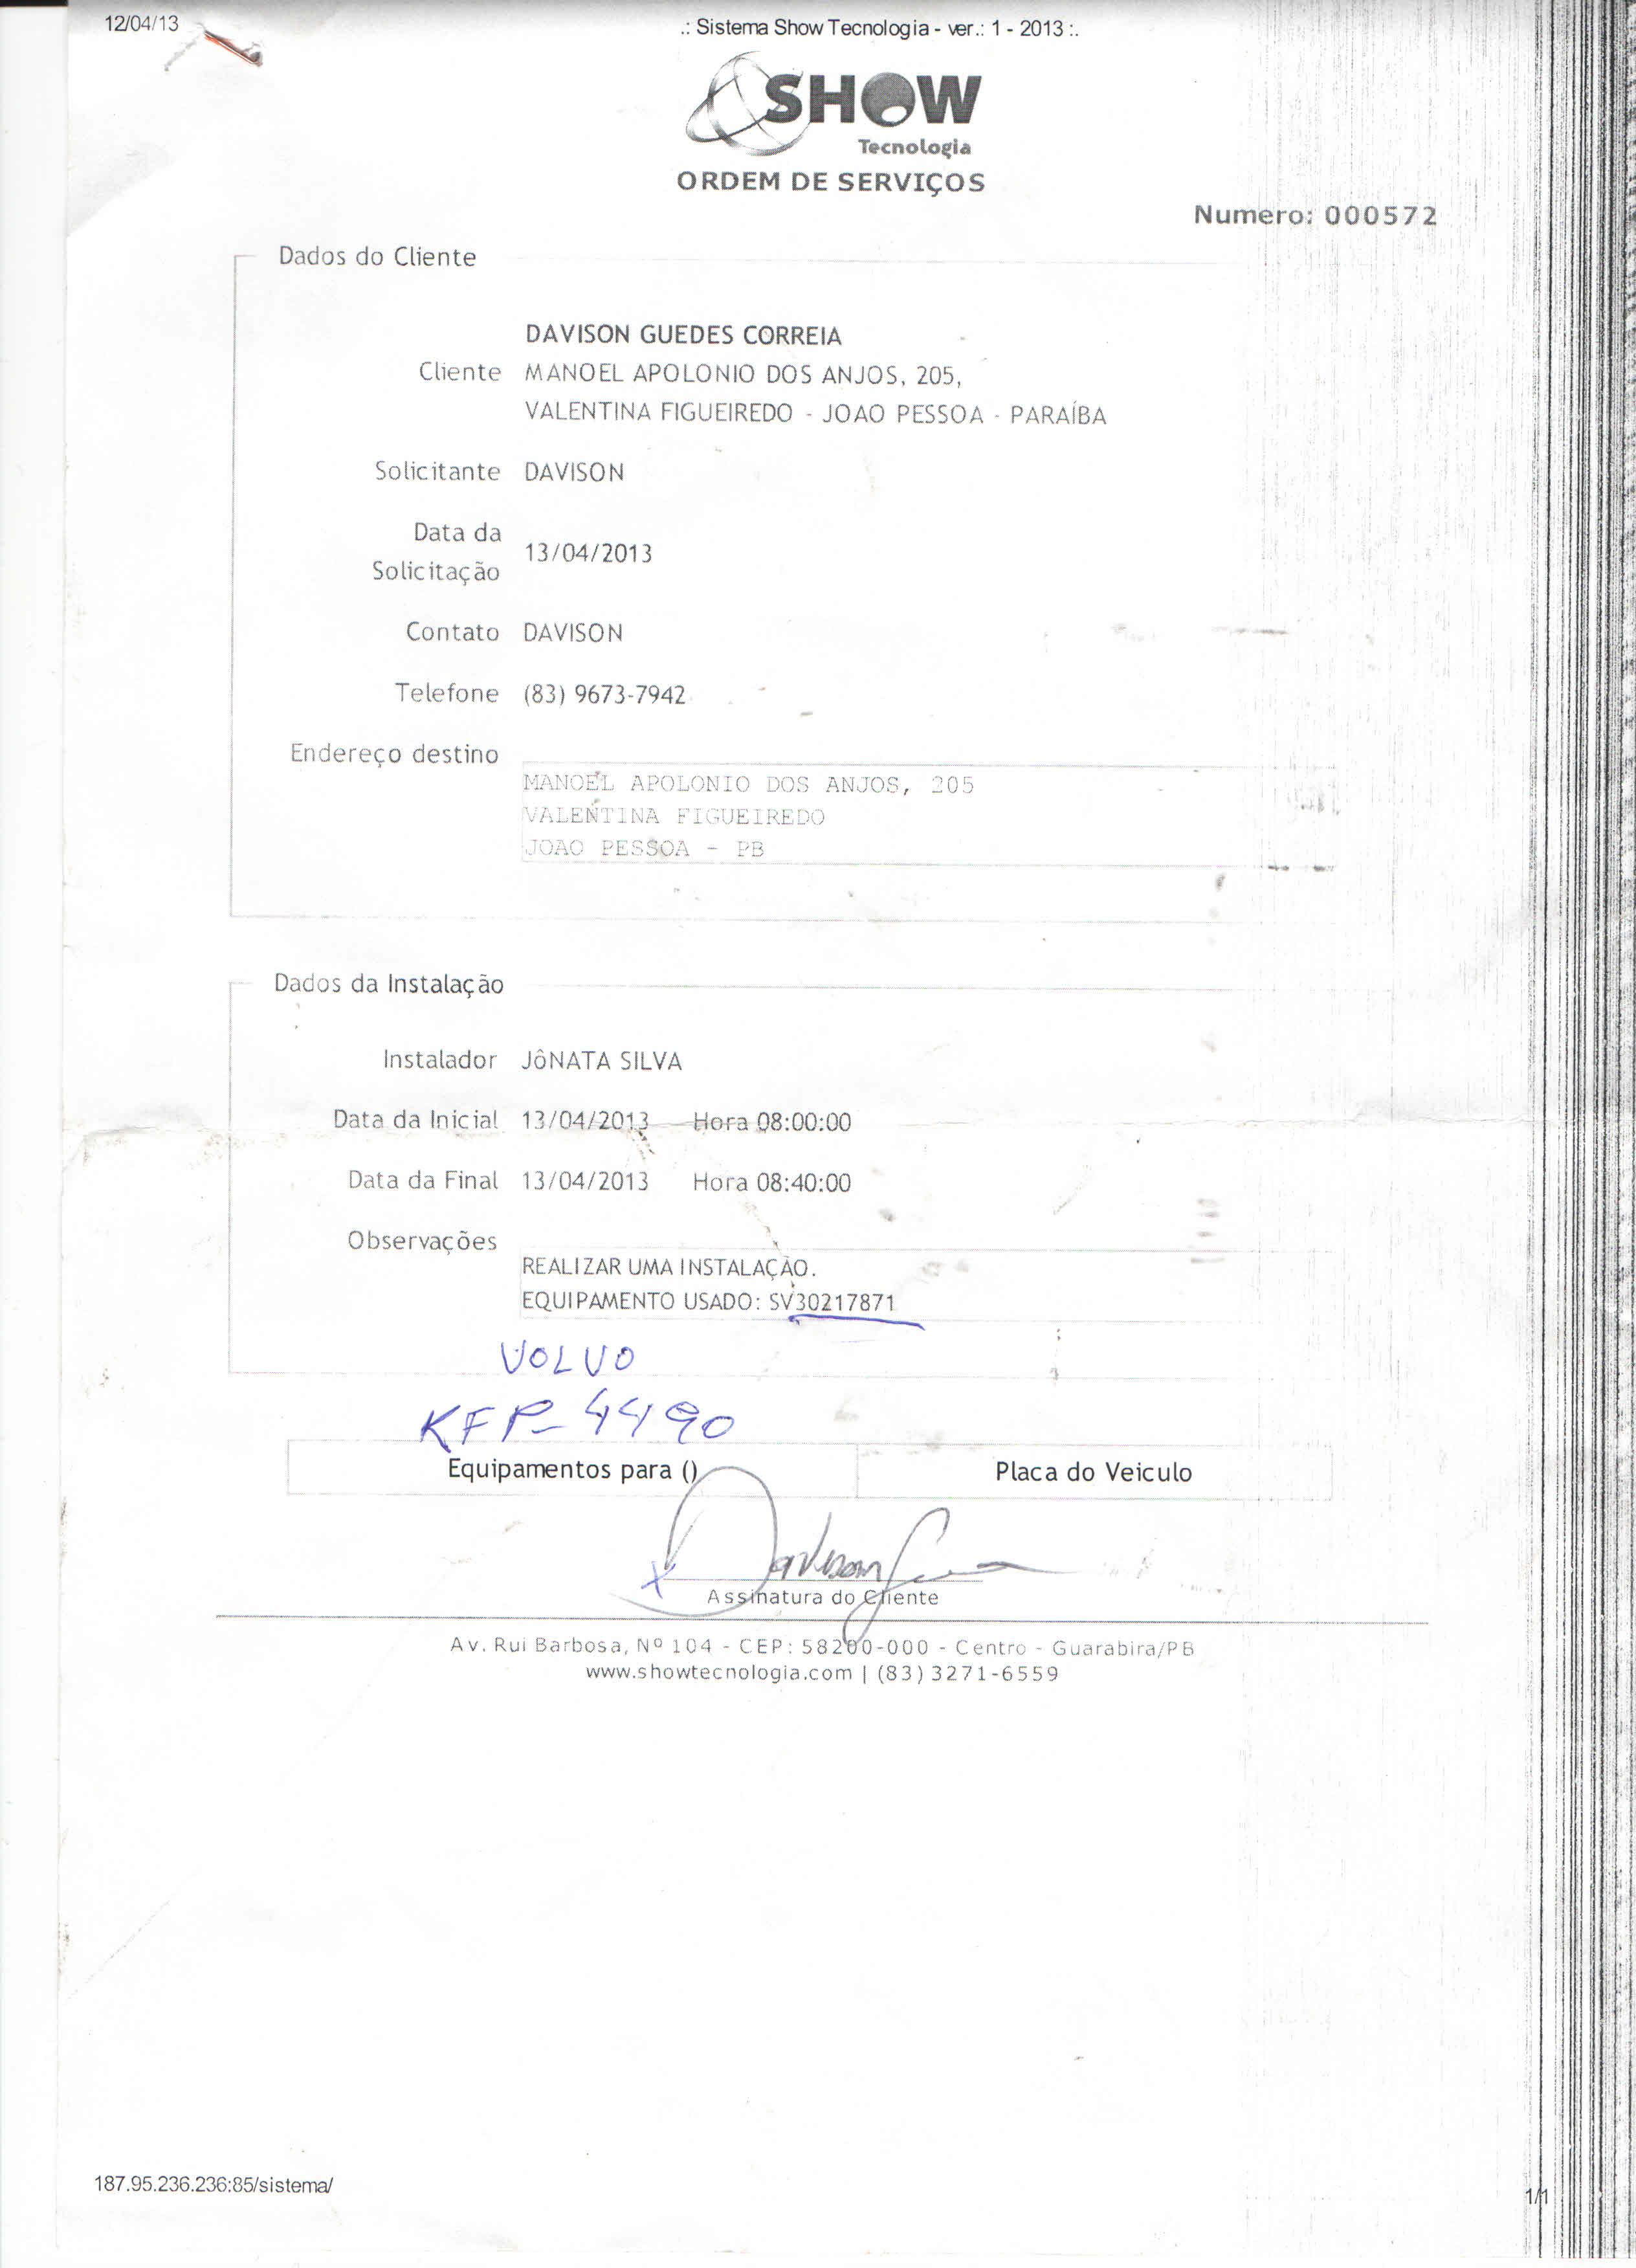 12/04/13
.: Sistema Show Tecnologia - ver.: 1 - 2013 :.
SHOW
Tecnologia
ORDEM DE SERVIÇOS
Numero: 000572
Dados do Cliente
DAVISON GUEDES CORREIA
Cliente MANOEL APOLONIO DOS ANJOS, 205,
VALENTINA FIGUEIREDO - JOAO PESSOA - PARAÍBA
Solicitante DAVISON
Data da
Solicitação 13/04/2013
Contato DAVISON
Telefone (83) 9673-7942
Endereço destino
MANOEL APOLONIO DOS ANJOS, 205
VALENTINA FIGUEIREDO
JOAO PESSOA - PB
Dados da Instalação
Instalador JôNATA SILVA
Data da Inicial 13/04/2013 Hora 08:00:00
Data da Final 13/04/2013 Hora 08:40:00
Observações
REALIZAR UMA INSTALAÇÃO.
EQUIPAMENTO USADO: SV30217871
VOLVO
KFP-4490
Equipamentos para () Placa do Veiculo
X Davison
Assinatura do Cliente
Av. Rui Barbosa, Nº 104 - CEP: 58200-000 - Centro - Guarabira/PB
www.showtecnologia.com | (83) 3271-6559
187.95.236.236:85/sistema/
1/1